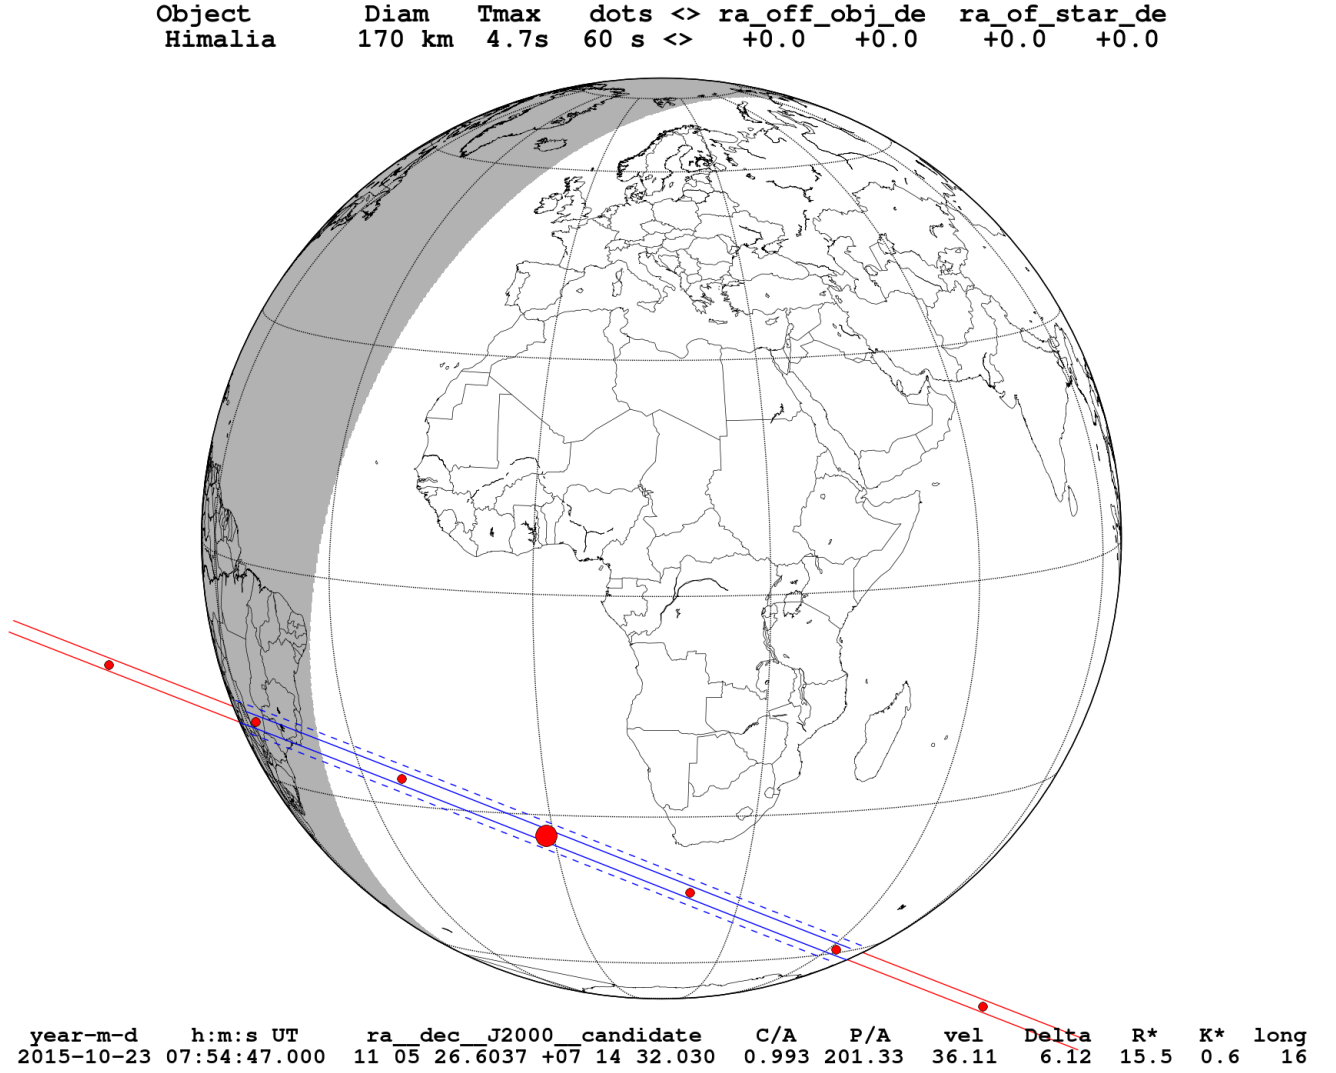 Object Diam Tmax dots <> ra_off_obj_de ra_of_star_de
Himalia 170 km 4.7s 60 s <> +0.0 +0.0 +0.0 +0.0
year-m-d h:m:s UT ra__dec__J2000__candidate C/A P/A vel Delta R* K* long
2015-10-23 07:54:47.000 11 05 26.6037 +07 14 32.030 0.993 201.33 36.11 6.12 15.5 0.6 16